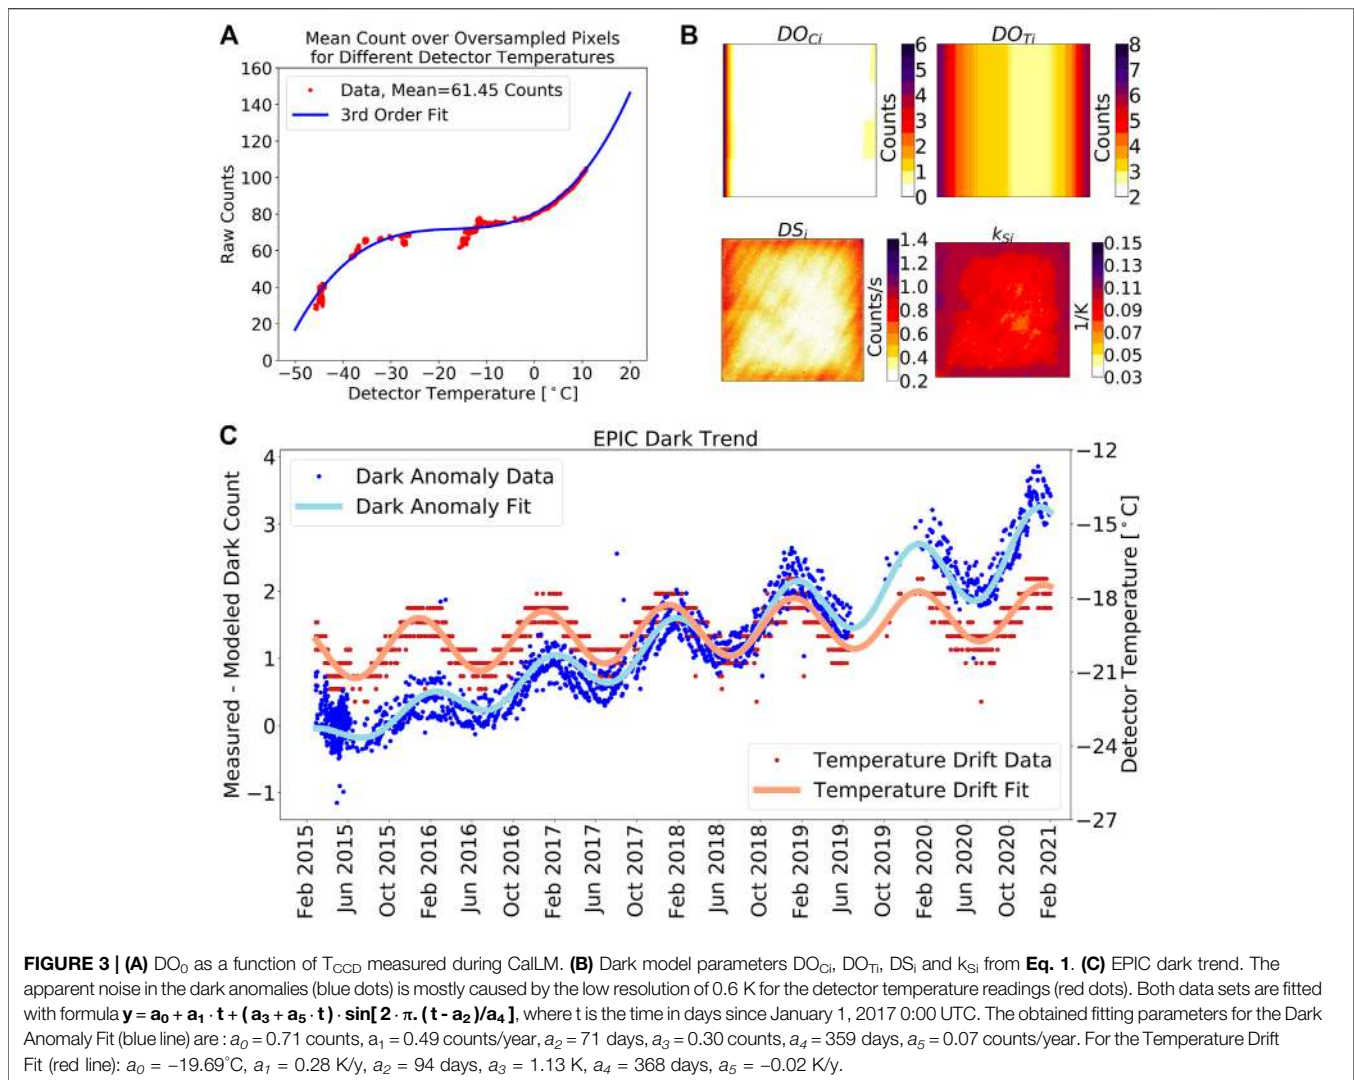 A
Mean Count over Oversampled Pixels
for Different Detector Temperatures
160
140
120
100
80
60
40
20
0
Raw Counts
Data, Mean=61.45 Counts
3rd Order Fit
−50 −40 −30 −20 −10 0 10 20
Detector Temperature [°C]
B
DO_Ci
6
5
4
3
2
1
0
Counts
DO_Ti
8
7
6
5
4
3
2
Counts
DS_i
1.4
1.2
1.0
0.8
0.6
0.4
0.2
Counts/s
k_Si
0.15
0.13
0.11
0.09
0.07
0.05
0.03
1/K
C
EPIC Dark Trend
4
3
2
1
0
−1
Measured - Modeled Dark Count
Dark Anomaly Data
Dark Anomaly Fit
Temperature Drift Data
Temperature Drift Fit
−12
−15
−18
−21
−24
−27
Detector Temperature [°C]
Feb 2015
Jun 2015
Oct 2015
Feb 2016
Jun 2016
Oct 2016
Feb 2017
Jun 2017
Oct 2017
Feb 2018
Jun 2018
Oct 2018
Feb 2019
Jun 2019
Oct 2019
Feb 2020
Jun 2020
Oct 2020
Feb 2021
FIGURE 3 | (A) DO₀ as a function of T_CCD measured during CalLM. (B) Dark model parameters DO_Ci, DO_Ti, DS_i and k_Si from Eq. 1. (C) EPIC dark trend. The
apparent noise in the dark anomalies (blue dots) is mostly caused by the low resolution of 0.6 K for the detector temperature readings (red dots). Both data sets are fitted
with formula y = a₀ + a₁ · t + ( a₃ + a₅ · t ) · sin[ 2 · π. ( t - a₂ )/a₄ ], where t is the time in days since January 1, 2017 0:00 UTC. The obtained fitting parameters for the Dark
Anomaly Fit (blue line) are : a₀ = 0.71 counts, a₁ = 0.49 counts/year, a₂ = 71 days, a₃ = 0.30 counts, a₄ = 359 days, a₅ = 0.07 counts/year. For the Temperature Drift
Fit (red line): a₀ = −19.69°C, a₁ = 0.28 K/y, a₂ = 94 days, a₃ = 1.13 K, a₄ = 368 days, a₅ = −0.02 K/y.